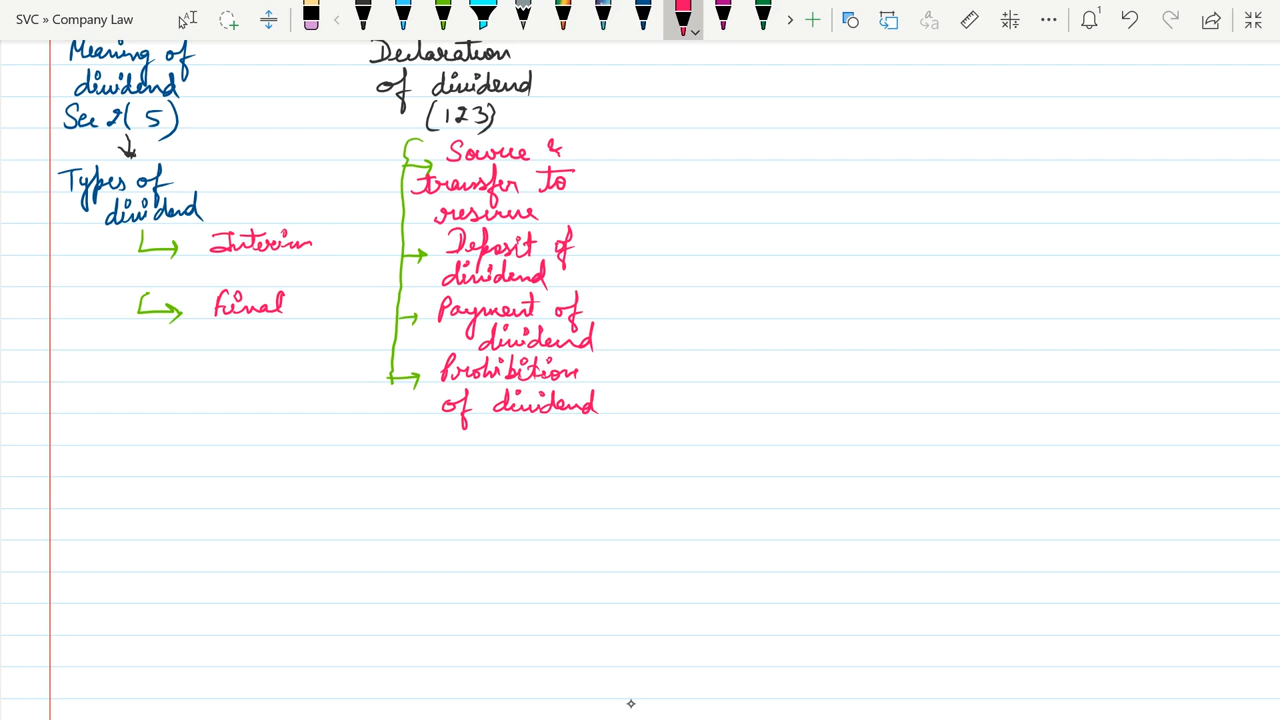 SVC » Company Law
Meaning of
dividend
Sec 2( 5)
Types of
dividend
Interim
Final
Declaration
of dividend
(123)
Source &
transfer to
reserve
Deposit of
dividend
Payment of
dividend
Prohibition
of dividend